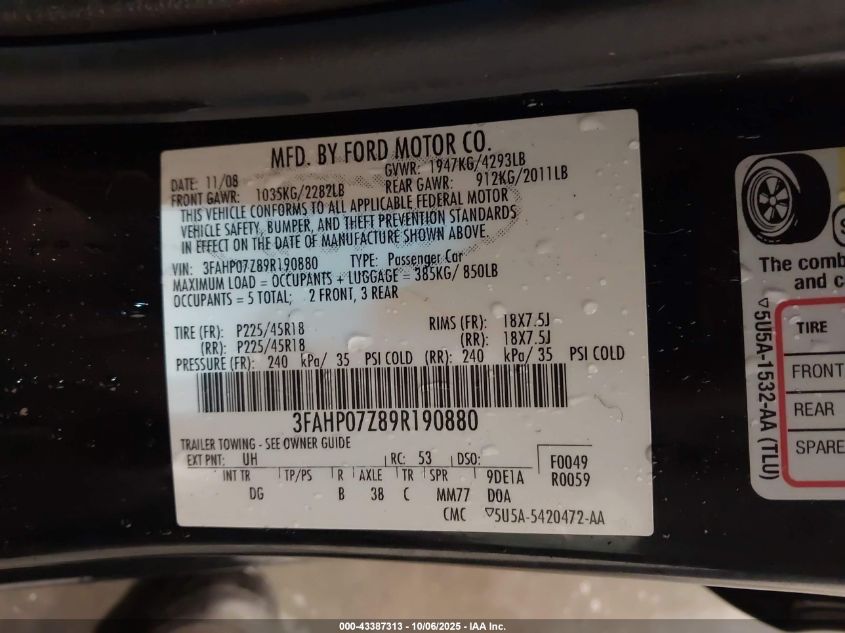 MFD. BY FORD MOTOR CO.
DATE: 11/08 GVWR: 1947KG/4293LB
FRONT GAWR: 1035KG/2282LB REAR GAWR: 912KG/2011LB
THIS VEHICLE CONFORMS TO ALL APPLICABLE FEDERAL MOTOR
VEHICLE SAFETY, BUMPER, AND THEFT PREVENTION STANDARDS
IN EFFECT ON THE DATE OF MANUFACTURE SHOWN ABOVE.
VIN: 3FAHP07Z89R190880 TYPE: Passenger Car
MAXIMUM LOAD = OCCUPANTS + LUGGAGE = 385KG/ 850LB
OCCUPANTS = 5 TOTAL; 2 FRONT, 3 REAR
TIRE (FR): P225/45R18 RIMS (FR): 18X7.5J
(RR): P225/45R18 (RR): 18X7.5J
PRESSURE (FR): 240 kPa/ 35 PSI COLD (RR): 240 kPa/ 35 PSI COLD
3FAHP07Z89R190880
TRAILER TOWING - SEE OWNER GUIDE
EXT PNT: UH RC: 53 DSO: F0049
INT TR TP/PS R AXLE TR SPR 9DE1A R0059
DG B 38 C MM77 D0A
CMC ▽5U5A-5420472-AA
The comb
and c
▽5U5A-1532-AA (TLU)
TIRE
FRONT
REAR
SPARE
000-43387313 - 10/06/2025 - IAA Inc.